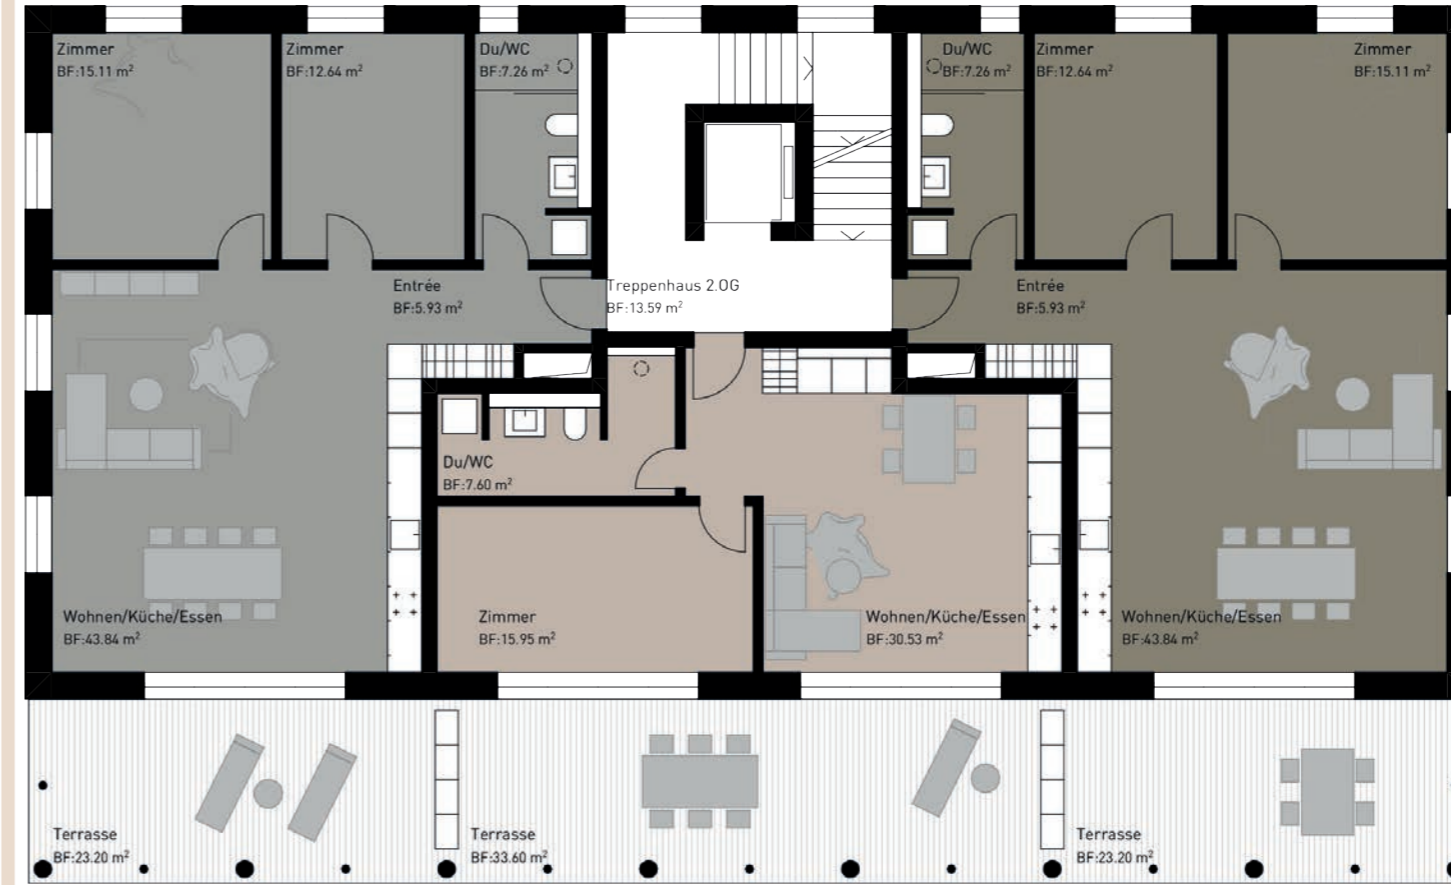 Zimmer
BF:15.11 m²
Zimmer
BF:12.64 m²
Du/WC
BF:7.26 m²
Du/WC
BF:7.26 m²
Zimmer
BF:12.64 m²
Zimmer
BF:15.11 m²
Entrée
BF:5.93 m²
Treppenhaus 2.OG
BF:13.59 m²
Entrée
BF:5.93 m²
Du/WC
BF:7.60 m²
Wohnen/Küche/Essen
BF:43.84 m²
Zimmer
BF:15.95 m²
Wohnen/Küche/Essen
BF:30.53 m²
Wohnen/Küche/Essen
BF:43.84 m²
Terrasse
BF:23.20 m²
Terrasse
BF:33.60 m²
Terrasse
BF:23.20 m²